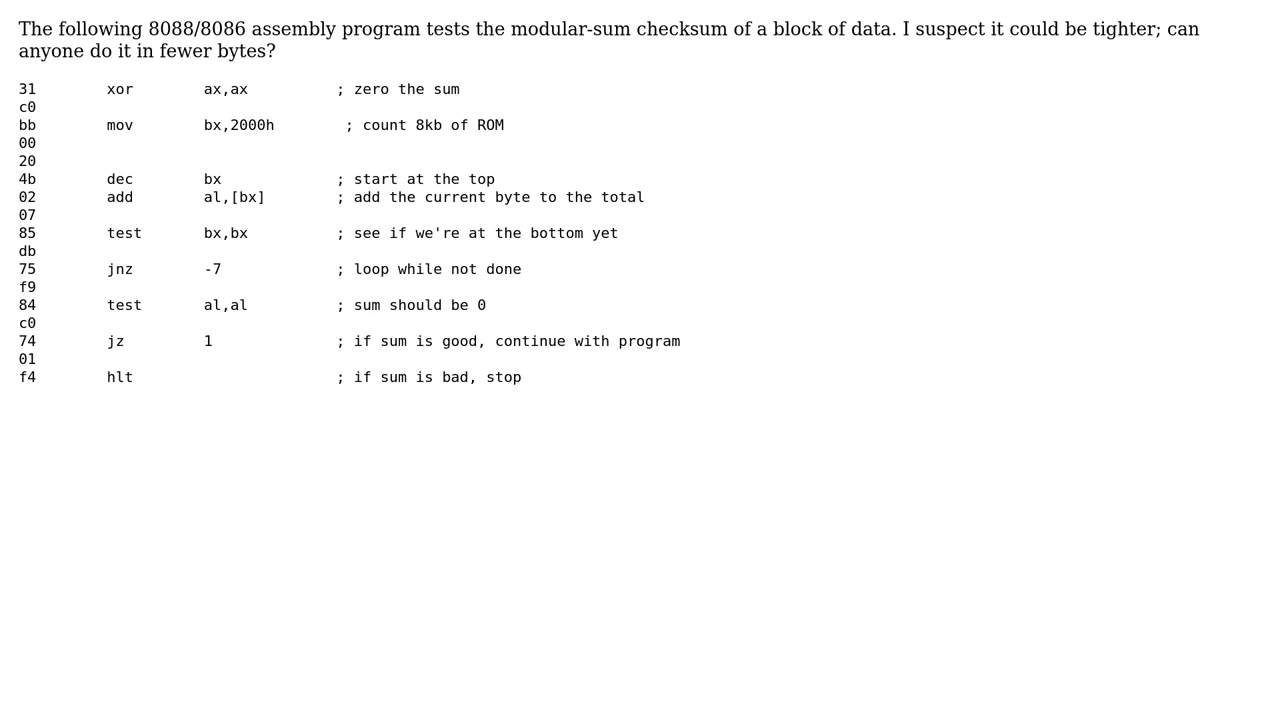 The following 8088/8086 assembly program tests the modular-sum checksum of a block of data. I suspect it could be tighter; can
anyone do it in fewer bytes?
31        xor     ax,ax          ; zero the sum
c0
bb        mov     bx,2000h        ; count 8kb of ROM
00
20
4b        dec     bx             ; start at the top
02        add     al,[bx]        ; add the current byte to the total
07
85        test    bx,bx          ; see if we're at the bottom yet
db
75        jnz     -7             ; loop while not done
f9
84        test    al,al          ; sum should be 0
c0
74        jz      1              ; if sum is good, continue with program
01
f4        hlt                    ; if sum is bad, stop